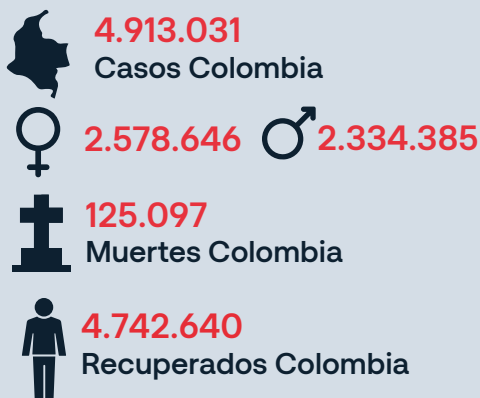 4.913.031
Casos Colombia
2.578.646 2.334.385
125.097
Muertes Colombia
4.742.640
Recuperados Colombia